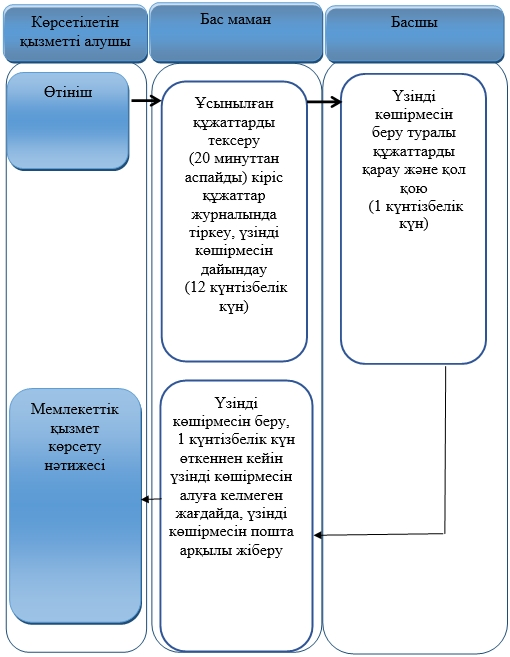 Көрсетілетін
қызметті алушы
Бас маман
Басшы
Өтініш
Ұсынылған
құжаттарды
тексеру
(20 минуттан
аспайды) кіріс
құжаттар
журналында
тіркеу, үзінді
көшірмесін
дайындау
(12 күнтізбелік
күн)
Үзінді
көшірмесін
беру туралы
құжаттарды
қарау және қол
қою
(1 күнтізбелік
күн)
Мемлекеттік
қызмет
көрсету
нәтижесі
Үзінді
көшірмесін беру,
1 күнтізбелік күн
өткеннен кейін
үзінді көшірмесін
алуға келмеген
жағдайда, үзінді
көшірмесін пошта
арқылы жіберу